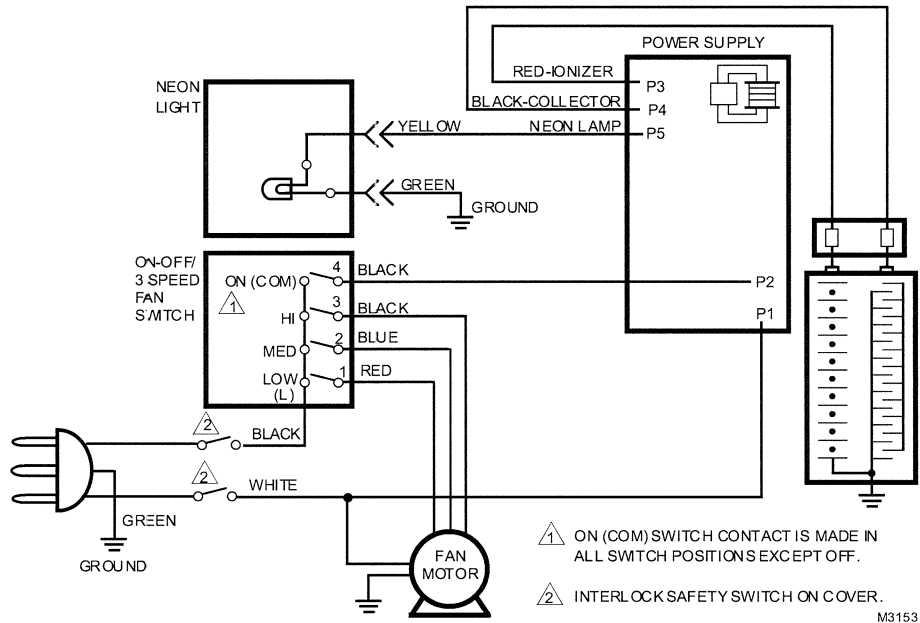 POWER SUPPLY
RED-IONIZER
P3
BLACK-COLLECTOR
P4
NEON
LIGHT
YELLOW
NEON LAMP
P5
GREEN
GROUND
ON-OFF/
3 SPEED
FAN
SWITCH
ON (COM)
4
BLACK
P2
1
HI
3
BLACK
P1
MED
2
BLUE
LOW
(L)
1
RED
2
BLACK
2
WHITE
GREEN
GROUND
FAN
MOTOR
1 ON (COM) SWITCH CONTACT IS MADE IN
ALL SWITCH POSITIONS EXCEPT OFF.
2 INTERLOCK SAFETY SWITCH ON COVER.
M3153